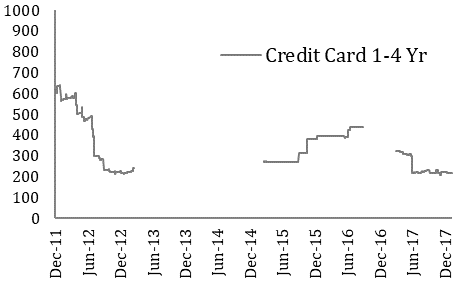 1000
900
800
700
600
500
400
300
200
100
0
Credit Card 1-4 Yr
Dec-11
Jun-12
Dec-12
Jun-13
Dec-13
Jun-14
Dec-14
Jun-15
Dec-15
Jun-16
Dec-16
Jun-17
Dec-17